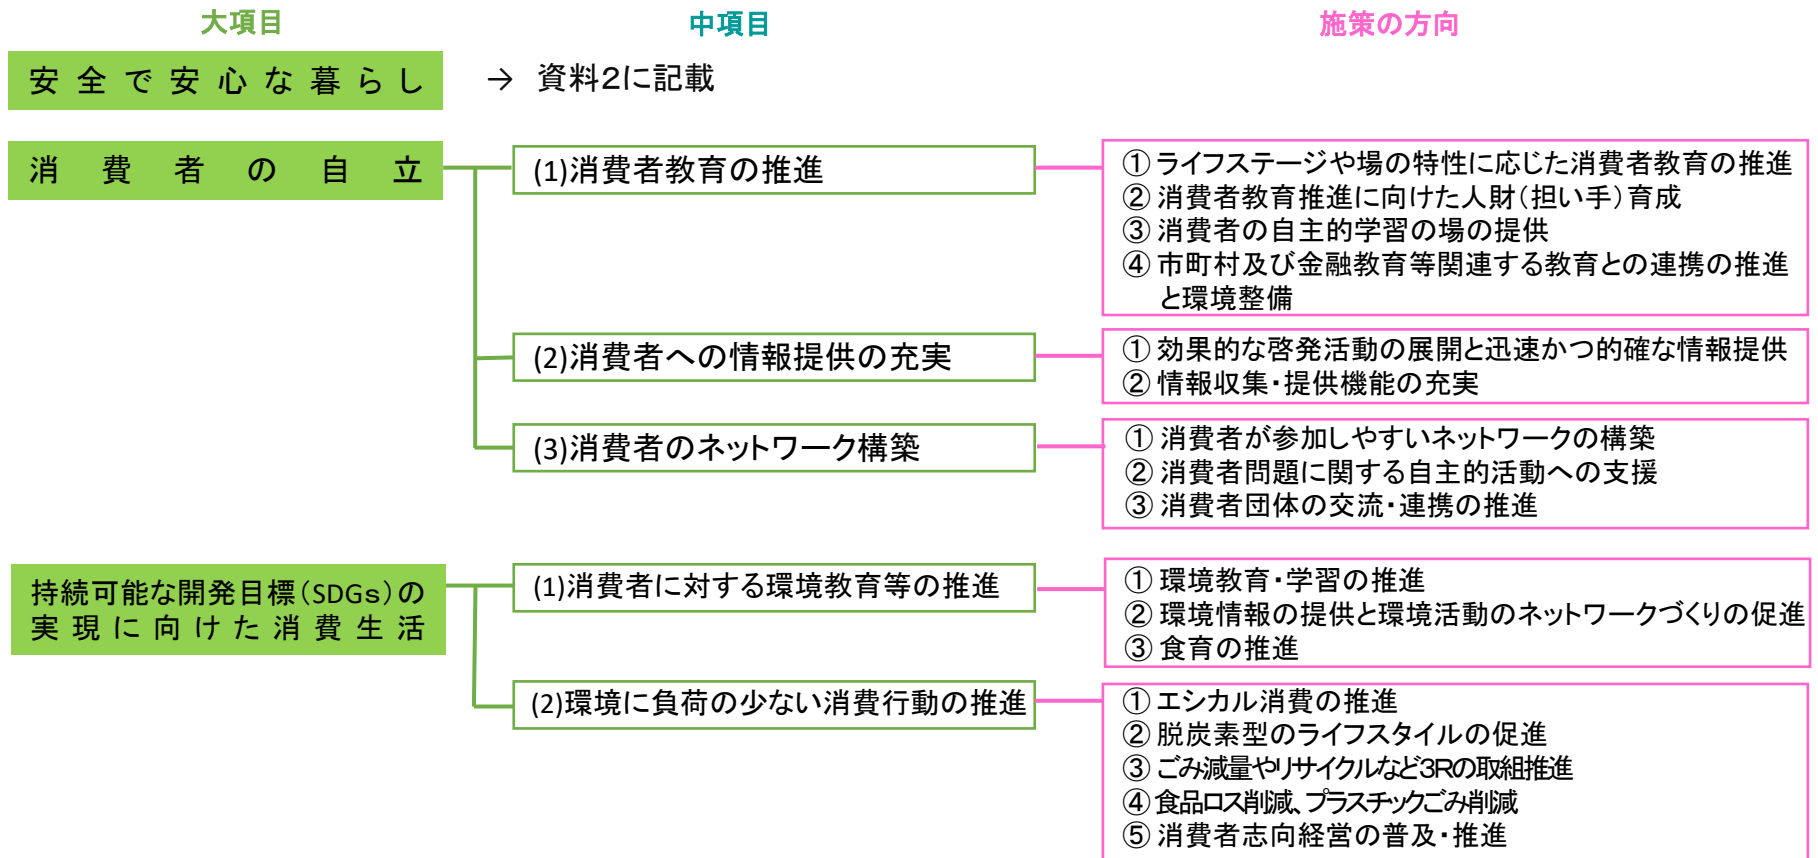 大項目
中項目
施策の方向
安全で安心な暮らし
→ 資料2に記載
消費者の自立
(1)消費者教育の推進
① ライフステージや場の特性に応じた消費者教育の推進
② 消費者教育推進に向けた人財（担い手）育成
③ 消費者の自主的学習の場の提供
④ 市町村及び金融教育等関連する教育との連携の推進
と環境整備
(2)消費者への情報提供の充実
① 効果的な啓発活動の展開と迅速かつ的確な情報提供
② 情報収集・提供機能の充実
(3)消費者のネットワーク構築
① 消費者が参加しやすいネットワークの構築
② 消費者問題に関する自主的活動への支援
③ 消費者団体の交流・連携の推進
持続可能な開発目標（SDGｓ）の
実現に向けた消費生活
(1)消費者に対する環境教育等の推進
① 環境教育・学習の推進
② 環境情報の提供と環境活動のネットワークづくりの促進
③ 食育の推進
(2)環境に負荷の少ない消費行動の推進
① エシカル消費の推進
② 脱炭素型のライフスタイルの促進
③ ごみ減量やリサイクルなど3Rの取組推進
④ 食品ロス削減、プラスチックごみ削減
⑤ 消費者志向経営の普及・推進